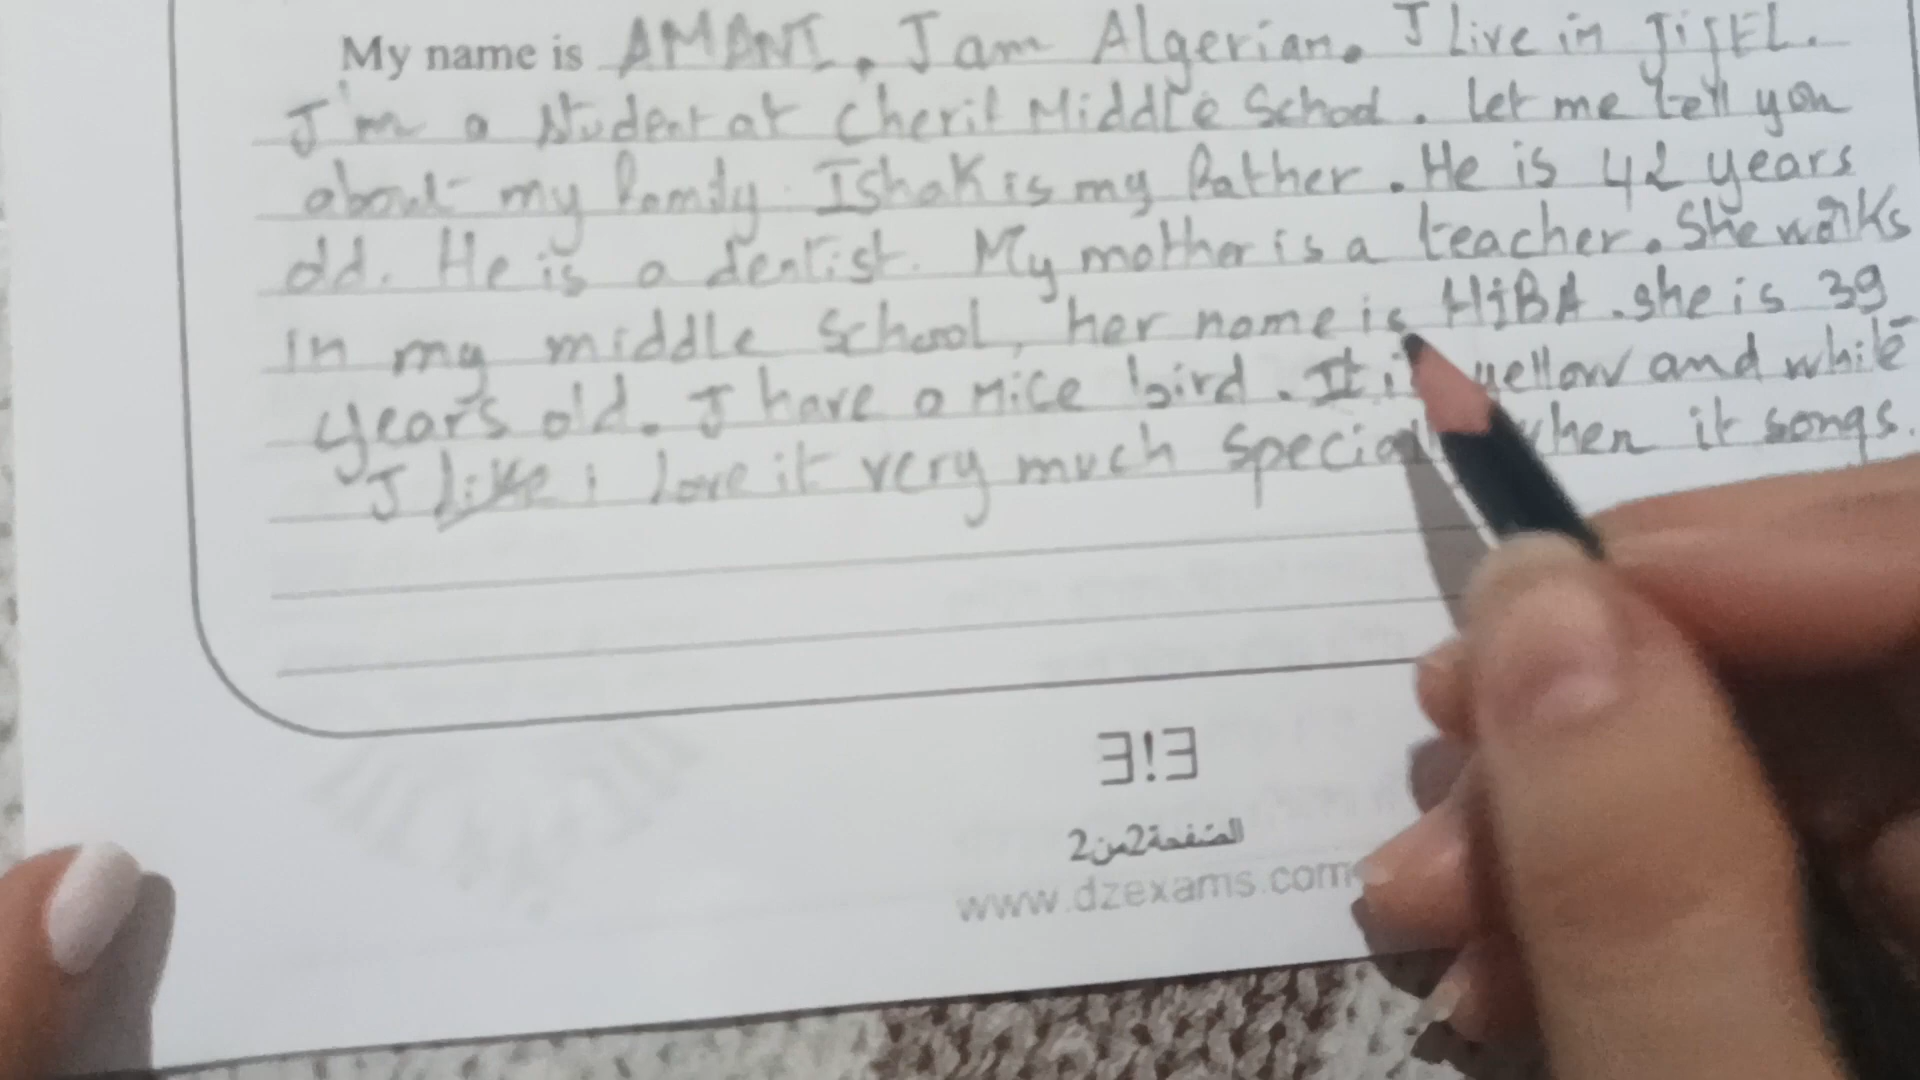 My name is AMANI. I am Algerian. I Live in JijEL.
I'm a student at cherif Middle School. let me tell you
about my family. IshaK is my father. He is 42 years
old. He is a dentist. My mother is a teacher. She works
in my middle school, her name is HiBA. she is 39
years old. I have a nice bird. It is yellow and white
I like love it very much special when it songs.
انتهى
الصفحة 2 من 2
www.dzexams.com